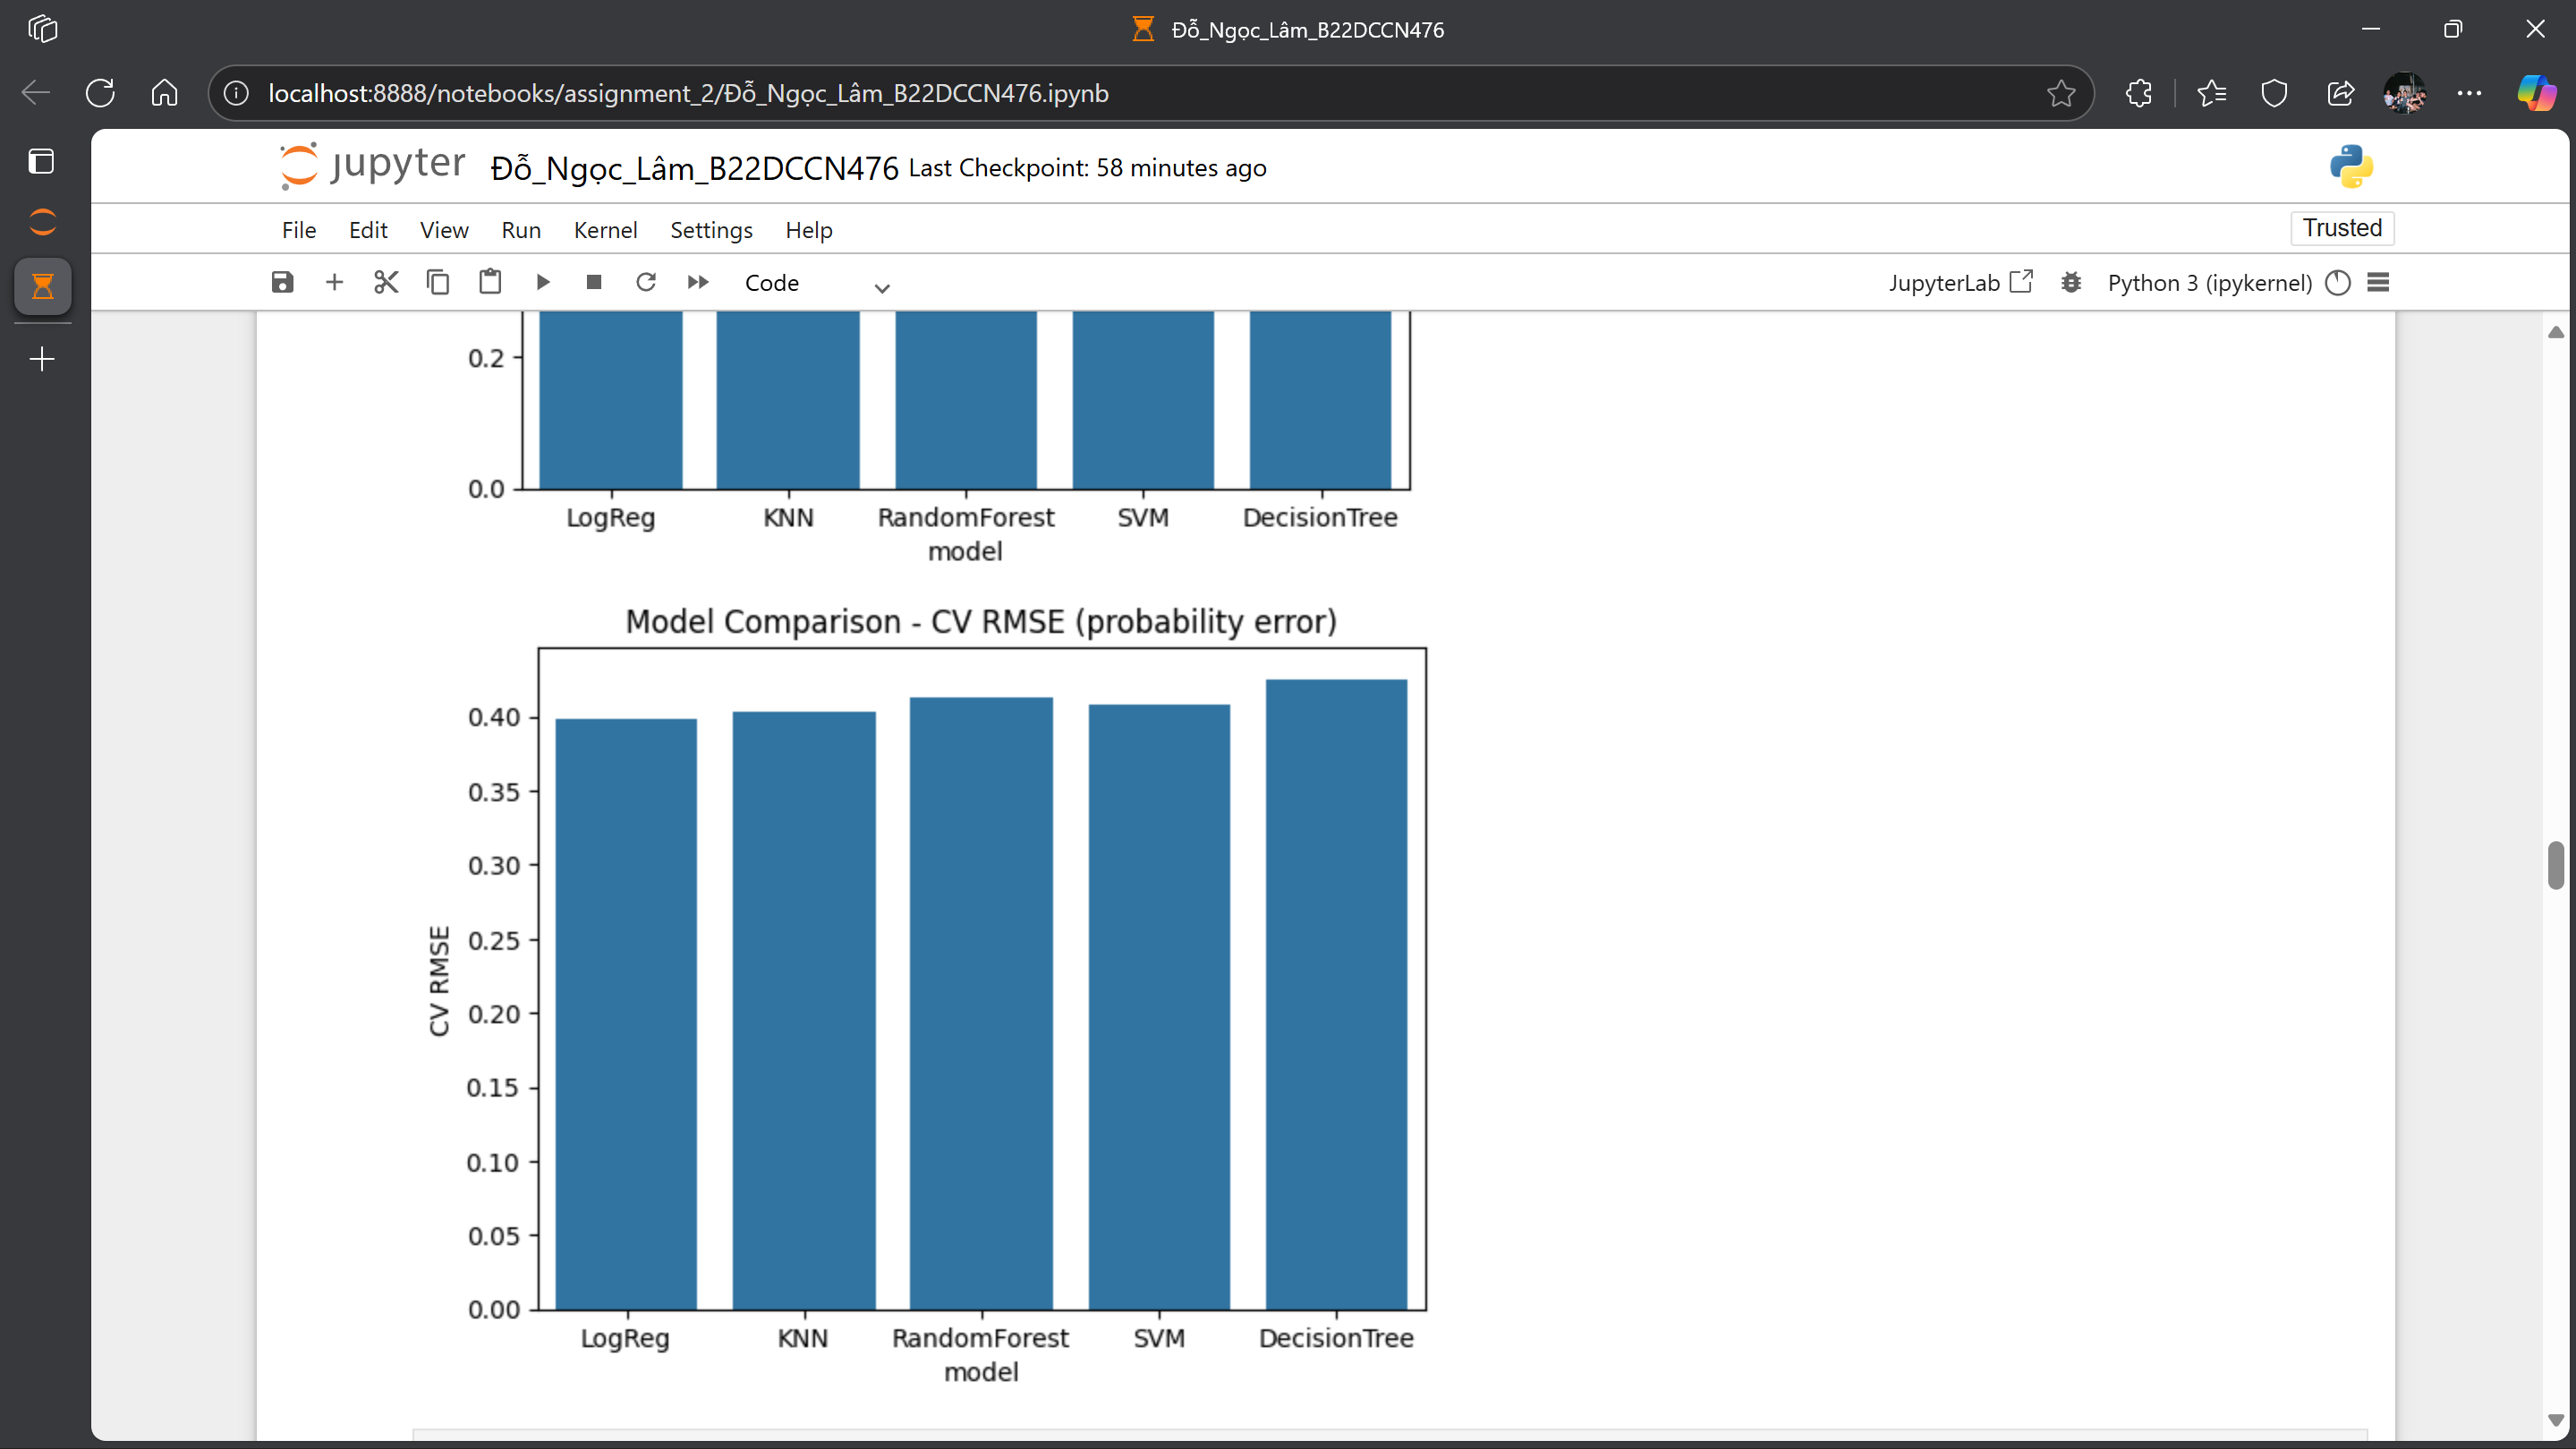 Đỗ_Ngọc_Lâm_B22DCCN476
localhost:8888/notebooks/assignment_2/Đỗ_Ngọc_Lâm_B22DCCN476.ipynb
jupyter Đỗ_Ngọc_Lâm_B22DCCN476 Last Checkpoint: 58 minutes ago
File Edit View Run Kernel Settings Help Trusted
Code JupyterLab Python 3 (ipykernel)
0.2
0.0
LogReg KNN RandomForest SVM DecisionTree
model
Model Comparison - CV RMSE (probability error)
0.40
0.35
0.30
0.25
CV RMSE
0.20
0.15
0.10
0.05
0.00
LogReg KNN RandomForest SVM DecisionTree
model